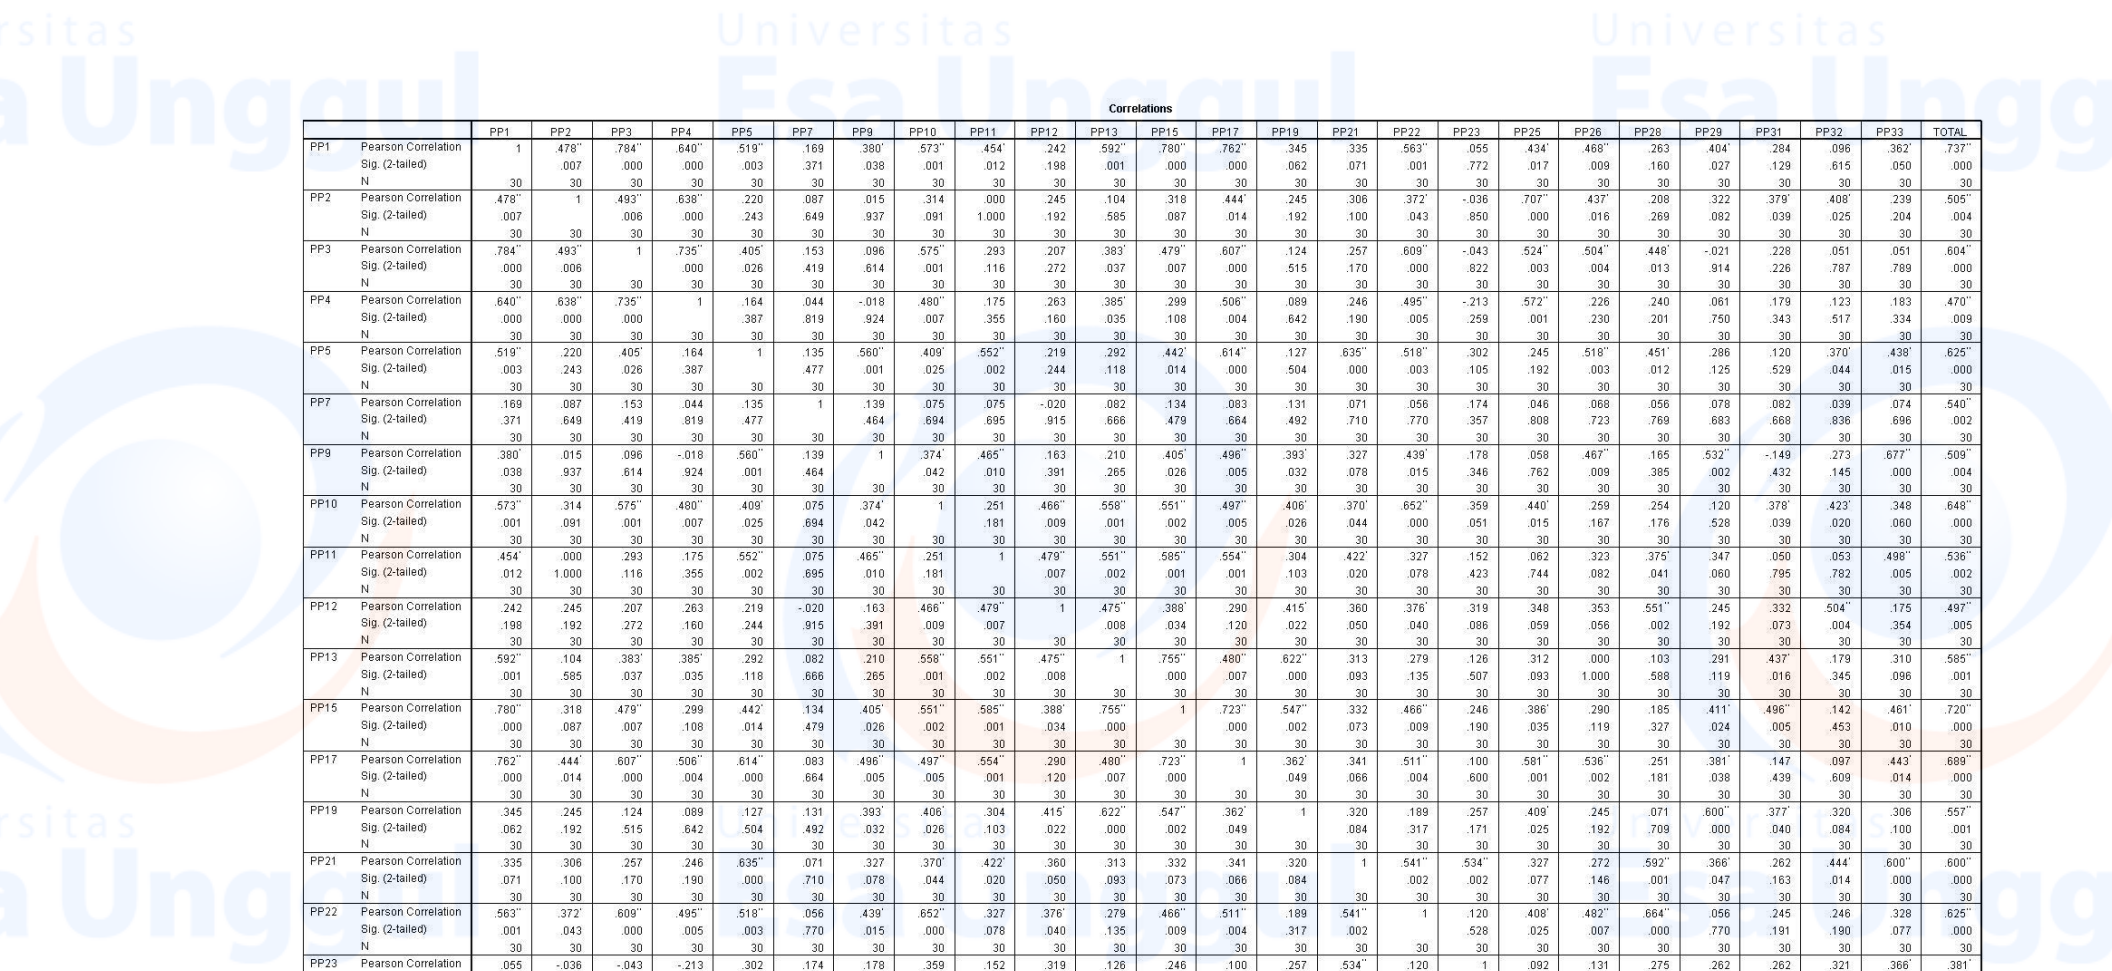 Universitas Universitas
Esa Unggul Esa Unggul
Correlations
PP1 PP2 PP3 PP4 PP5 PP7 PP9 PP10 PP11 PP12 PP13 PP15 PP17 PP19 PP21 PP22 PP23 PP25 PP26 PP28 PP29 PP31 PP32 PP33 TOTAL
PP1 Pearson Correlation 1 .478** .784** .640** .519** .169 .380* .573** .454* .242 .592** .780** .762** .345 .335 .563** .055 .434* .468** .263 .404* .284 .096 .362* .737**
Sig. (2-tailed) .007 .000 .000 .003 .371 .038 .001 .012 .198 .001 .000 .000 .062 .071 .001 .772 .017 .009 .160 .027 .129 .615 .050 .000
N 30 30 30 30 30 30 30 30 30 30 30 30 30 30 30 30 30 30 30 30 30 30 30 30 30
PP2 Pearson Correlation .478** 1 .493** .638** .220 .087 .015 .314 .000 .245 .104 .318 .444* .245 .306 .372* -.036 .707** .437* .208 .322 .379* .408* .239 .505**
Sig. (2-tailed) .007 .006 .000 .243 .649 .937 .091 1.000 .192 .585 .087 .014 .192 .100 .043 .850 .000 .016 .269 .082 .039 .025 .204 .004
N 30 30 30 30 30 30 30 30 30 30 30 30 30 30 30 30 30 30 30 30 30 30 30 30 30
PP3 Pearson Correlation .784** .493** 1 .735** .405* .153 .096 .575** .293 .207 .383* .479** .607** .124 .257 .609** -.043 .524** .504** .448* -.021 .228 .051 .051 .604**
Sig. (2-tailed) .000 .006 .000 .026 .419 .614 .001 .116 .272 .037 .007 .000 .515 .170 .000 .822 .003 .004 .013 .914 .226 .787 .789 .000
N 30 30 30 30 30 30 30 30 30 30 30 30 30 30 30 30 30 30 30 30 30 30 30 30 30
PP4 Pearson Correlation .640** .638** .735** 1 .164 .044 -.018 .480** .175 .263 .385* .299 .506** .089 .246 .495** -.213 .572** .226 .240 .061 .179 .123 .183 .470**
Sig. (2-tailed) .000 .000 .000 .387 .819 .924 .007 .355 .160 .035 .108 .004 .642 .190 .005 .259 .001 .230 .201 .750 .343 .517 .334 .009
N 30 30 30 30 30 30 30 30 30 30 30 30 30 30 30 30 30 30 30 30 30 30 30 30 30
PP5 Pearson Correlation .519** .220 .405* .164 1 .135 .560** .409* .552** .219 .292 .442* .614** .127 .635** .518** .302 .245 .518** .451* .286 .120 .370* .438* .625**
Sig. (2-tailed) .003 .243 .026 .387 .477 .001 .025 .002 .244 .118 .014 .000 .504 .000 .003 .105 .192 .003 .012 .125 .529 .044 .015 .000
N 30 30 30 30 30 30 30 30 30 30 30 30 30 30 30 30 30 30 30 30 30 30 30 30 30
PP7 Pearson Correlation .169 .087 .153 .044 .135 1 .139 .075 .075 -.020 .082 .134 .083 .131 .071 .056 .174 .046 .068 .056 .078 .082 .039 .074 .540**
Sig. (2-tailed) .371 .649 .419 .819 .477 .464 .694 .695 .915 .666 .479 .664 .492 .710 .770 .357 .808 .723 .769 .683 .668 .836 .696 .002
N 30 30 30 30 30 30 30 30 30 30 30 30 30 30 30 30 30 30 30 30 30 30 30 30 30
PP9 Pearson Correlation .380* .015 .096 -.018 .560** .139 1 .374* .465** .163 .210 .405* .496** .393* .327 .439* .178 .058 .467** .165 .532** -.149 .273 .677** .509**
Sig. (2-tailed) .038 .937 .614 .924 .001 .464 .042 .010 .391 .265 .026 .005 .032 .078 .015 .346 .762 .009 .385 .002 .432 .145 .000 .004
N 30 30 30 30 30 30 30 30 30 30 30 30 30 30 30 30 30 30 30 30 30 30 30 30 30
PP10 Pearson Correlation .573** .314 .575** .480** .409* .075 .374* 1 .251 .466** .558** .551** .497** .406* .370* .652** .359 .440* .259 .254 .120 .378* .423* .348 .648**
Sig. (2-tailed) .001 .091 .001 .007 .025 .694 .042 .181 .009 .001 .002 .005 .026 .044 .000 .051 .015 .167 .176 .528 .039 .020 .060 .000
N 30 30 30 30 30 30 30 30 30 30 30 30 30 30 30 30 30 30 30 30 30 30 30 30 30
PP11 Pearson Correlation .454* .000 .293 .175 .552** .075 .465** .251 1 .479** .551** .585** .554** .304 .422* .327 .152 .062 .323 .375* .347 .050 .053 .498** .536**
Sig. (2-tailed) .012 1.000 .116 .355 .002 .695 .010 .181 .007 .002 .001 .001 .103 .020 .078 .423 .744 .082 .041 .060 .795 .782 .005 .002
N 30 30 30 30 30 30 30 30 30 30 30 30 30 30 30 30 30 30 30 30 30 30 30 30 30
PP12 Pearson Correlation .242 .245 .207 .263 .219 -.020 .163 .466** .479** 1 .475** .388* .290 .415* .360 .376* .319 .348 .353 .551** .245 .332 .504** .175 .497**
Sig. (2-tailed) .198 .192 .272 .160 .244 .915 .391 .009 .007 .008 .034 .120 .022 .050 .040 .086 .059 .056 .002 .192 .073 .004 .354 .005
N 30 30 30 30 30 30 30 30 30 30 30 30 30 30 30 30 30 30 30 30 30 30 30 30 30
PP13 Pearson Correlation .592** .104 .383* .385* .292 .082 .210 .558** .551** .475** 1 .755** .480** .622** .313 .279 .126 .312 .000 .103 .291 .437* .179 .310 .585**
Sig. (2-tailed) .001 .585 .037 .035 .118 .666 .265 .001 .002 .008 .000 .007 .000 .093 .135 .507 .093 1.000 .588 .119 .016 .345 .096 .001
N 30 30 30 30 30 30 30 30 30 30 30 30 30 30 30 30 30 30 30 30 30 30 30 30 30
PP15 Pearson Correlation .780** .318 .479** .299 .442* .134 .405* .551** .585** .388* .755** 1 .723** .547** .332 .466** .246 .386* .290 .185 .411* .496** .142 .461* .720**
Sig. (2-tailed) .000 .087 .007 .108 .014 .479 .026 .002 .001 .034 .000 .000 .002 .073 .009 .190 .035 .119 .327 .024 .005 .453 .010 .000
N 30 30 30 30 30 30 30 30 30 30 30 30 30 30 30 30 30 30 30 30 30 30 30 30 30
PP17 Pearson Correlation .762** .444* .607** .506** .614** .083 .496** .497** .554** .290 .480** .723** 1 .362* .341 .511** .100 .581** .536** .251 .381* .147 .097 .443* .689**
Sig. (2-tailed) .000 .014 .000 .004 .000 .664 .005 .005 .001 .120 .007 .000 .049 .066 .004 .600 .001 .002 .181 .038 .439 .609 .014 .000
N 30 30 30 30 30 30 30 30 30 30 30 30 30 30 30 30 30 30 30 30 30 30 30 30 30
PP19 Pearson Correlation .345 .245 .124 .089 .127 .131 .393* .406* .304 .415* .622** .547** .362* 1 .320 .189 .257 .409* .245 .071 .600** .377* .320 .306 .557**
Sig. (2-tailed) .062 .192 .515 .642 .504 .492 .032 .026 .103 .022 .000 .002 .049 .084 .317 .171 .025 .192 .709 .000 .040 .084 .100 .001
N 30 30 30 30 30 30 30 30 30 30 30 30 30 30 30 30 30 30 30 30 30 30 30 30 30
PP21 Pearson Correlation .335 .306 .257 .246 .635** .071 .327 .370* .422* .360 .313 .332 .341 .320 1 .541** .534** .327 .272 .592** .366* .262 .444* .600** .600**
Sig. (2-tailed) .071 .100 .170 .190 .000 .710 .078 .044 .020 .050 .093 .073 .066 .084 .002 .002 .077 .146 .001 .047 .163 .014 .000 .000
N 30 30 30 30 30 30 30 30 30 30 30 30 30 30 30 30 30 30 30 30 30 30 30 30 30
PP22 Pearson Correlation .563** .372* .609** .495** .518** .056 .439* .652** .327 .376* .279 .466** .511** .189 .541** 1 .120 .408* .482** .664** .056 .245 .246 .328 .625**
Sig. (2-tailed) .001 .043 .000 .005 .003 .770 .015 .000 .078 .040 .135 .009 .004 .317 .002 .528 .025 .007 .000 .770 .191 .190 .077 .000
N 30 30 30 30 30 30 30 30 30 30 30 30 30 30 30 30 30 30 30 30 30 30 30 30 30
PP23 Pearson Correlation .055 -.036 -.043 -.213 .302 .174 .178 .359 .152 .319 .126 .246 .100 .257 .534** .120 1 .092 .131 .275 .262 .262 .321 .366* .381*